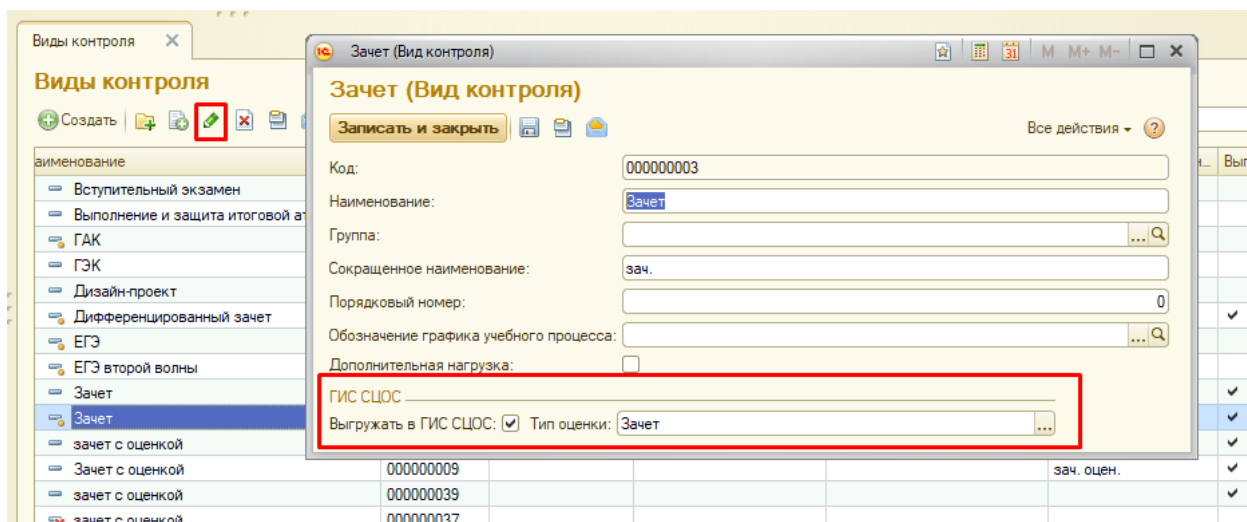 Виды контроля
Зачет (Вид контроля)
31 M M+ M-
Виды контроля
Зачет (Вид контроля)
Создать
Записать и закрыть
Все действия
?
аименование
Код:
000000003
Вып
Вступительный экзамен
Наименование:
Зачет
Выполнение и защита итоговой ат
Группа:
...
ГАК
ГЭК
Сокращенное наименование:
зач.
Дизайн-проект
Порядковый номер:
0
Дифференцированный зачет
Обозначение графика учебного процесса:
...
ЕГЭ
ЕГЭ второй волны
Дополнительная нагрузка:
Зачет
ГИС СЦОС
Зачет
Выгружать в ГИС СЦОС:
Тип оценки:
Зачет
...
зачет с оценкой
Зачет с оценкой
000000009
зач. оцен.
зачет с оценкой
000000039
зачет с оценкой
000000037